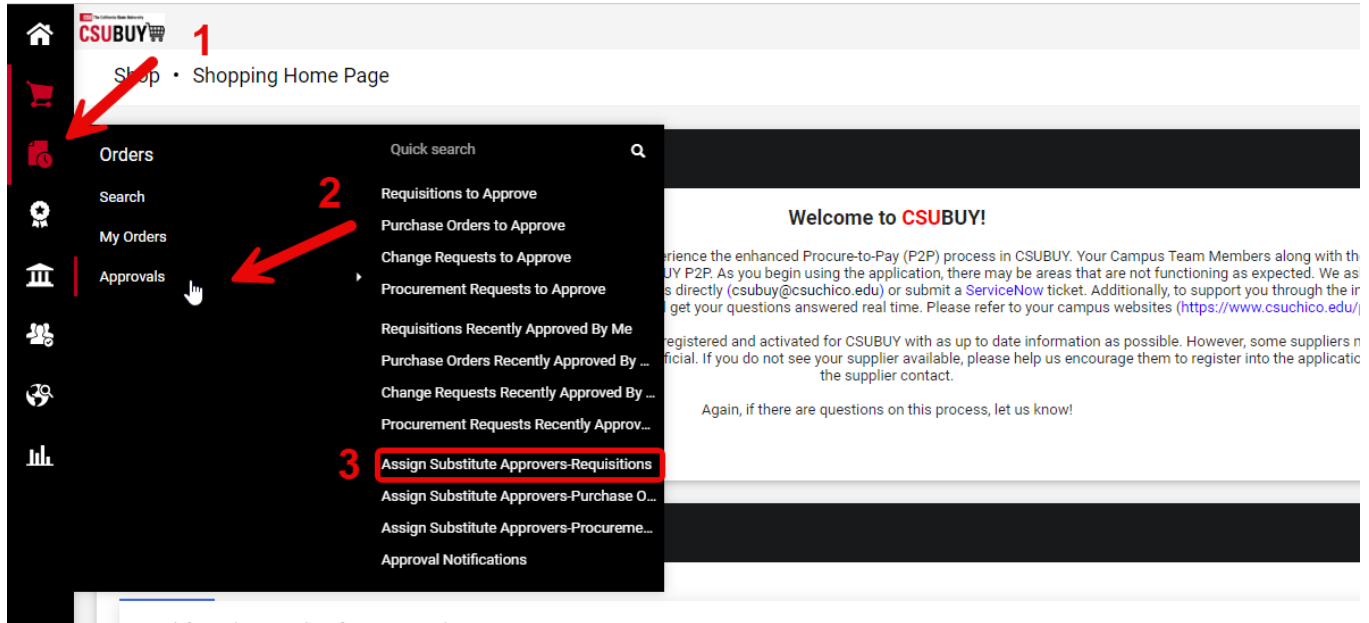 CSU The California State University
CSUBUY
1
Shop • Shopping Home Page
Orders
Quick search
Search
2
Requisitions to Approve
My Orders
Purchase Orders to Approve
Approvals
Change Requests to Approve
Procurement Requests to Approve
Requisitions Recently Approved By Me
Purchase Orders Recently Approved By ...
Change Requests Recently Approved By ...
Procurement Requests Recently Approv...
3
Assign Substitute Approvers-Requisitions
Assign Substitute Approvers-Purchase O...
Assign Substitute Approvers-Procureme...
Approval Notifications
Welcome to CSUBUY!
erience the enhanced Procure-to-Pay (P2P) process in CSUBUY. Your Campus Team Members along with th
UY P2P. As you begin using the application, there may be areas that are not functioning as expected. We as
s directly (csubuy@csuchico.edu) or submit a ServiceNow ticket. Additionally, to support you through the i
get your questions answered real time. Please refer to your campus websites (https://www.csuchico.edu/
registered and activated for CSUBUY with as up to date information as possible. However, some suppliers
ficial. If you do not see your supplier available, please help us encourage them to register into the applicatio
the supplier contact.
Again, if there are questions on this process, let us know!